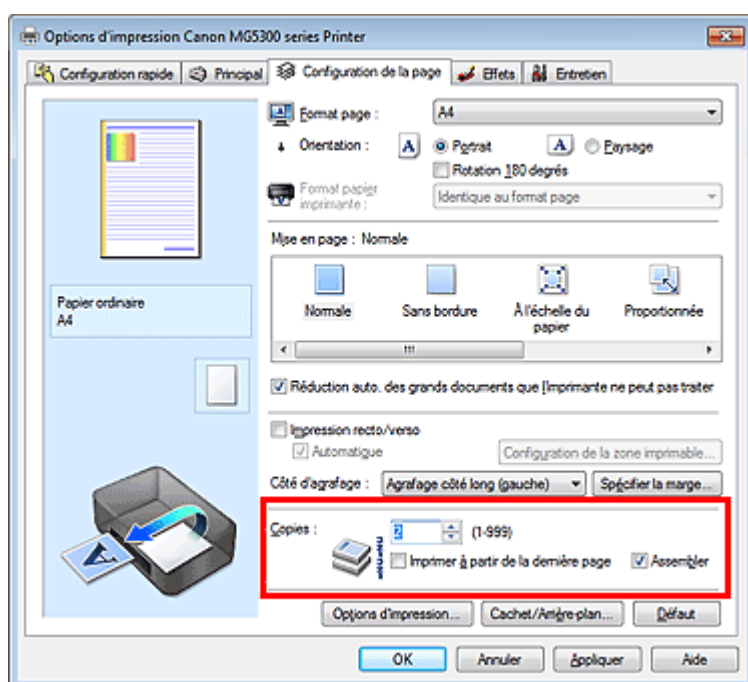 Options d'impression Canon MG5300 series Printer
Configuration rapide Principal Configuration de la page Effets Entretien
Format page : A4
A
Orientation : A Portrait A Paysage
Rotation 180 degrés
Format papier imprimante : Identique au format page
Mise en page : Normale
Normale Sans bordure À l'échelle du papier Proportionnée
Papier ordinaire
A4
Réduction auto. des grands documents que l'imprimante ne peut pas traiter
Impression recto/verso
Automatique Configuration de la zone imprimable...
Côté d'agrafage : Agrafage côté long (gauche) Spécifier la marge...
Copies : 2 (1-999)
Imprimer à partir de la dernière page Assembler
Options d'impression... Cachet/Arrière-plan... Défaut
OK Annuler Appliquer Aide